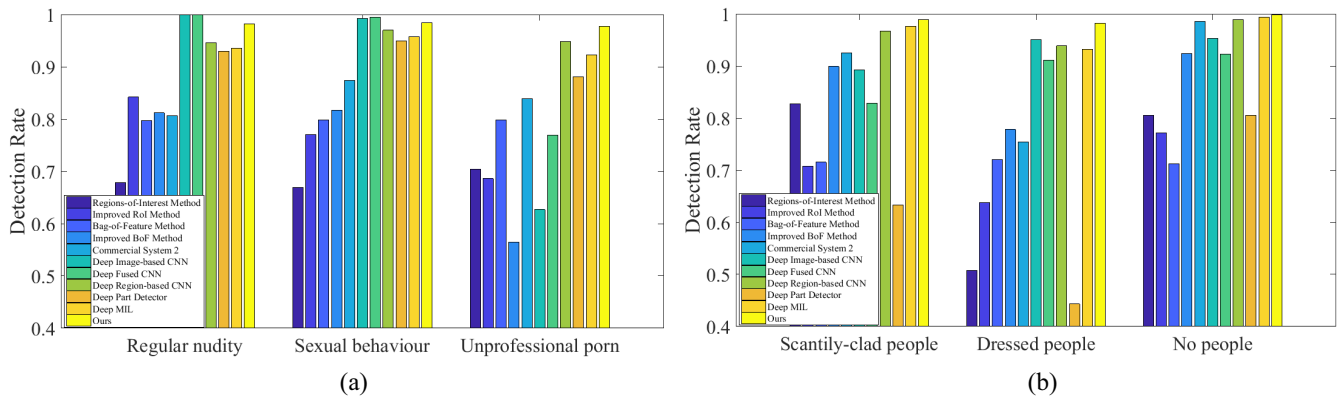 1
0.9
0.8
0.7
0.6
0.5
0.4
Detection Rate
Regions-of-Interest Method
Improved RoI Method
Bag-of-Feature Method
Improved BoF Method
Commercial System 2
Deep Image-based CNN
Deep Fused CNN
Deep Region-based CNN
Deep Part Detector
Deep MIL
Ours
Regular nudity
Sexual behaviour
Unprofessional porn
(a)
1
0.9
0.8
0.7
0.6
0.5
0.4
Detection Rate
Regions-of-Interest Method
Improved RoI Method
Bag-of-Feature Method
Improved BoF Method
Commercial System 2
Deep Image-based CNN
Deep Fused CNN
Deep Region-based CNN
Deep Part Detector
Deep MIL
Ours
Scantily-clad people
Dressed people
No people
(b)